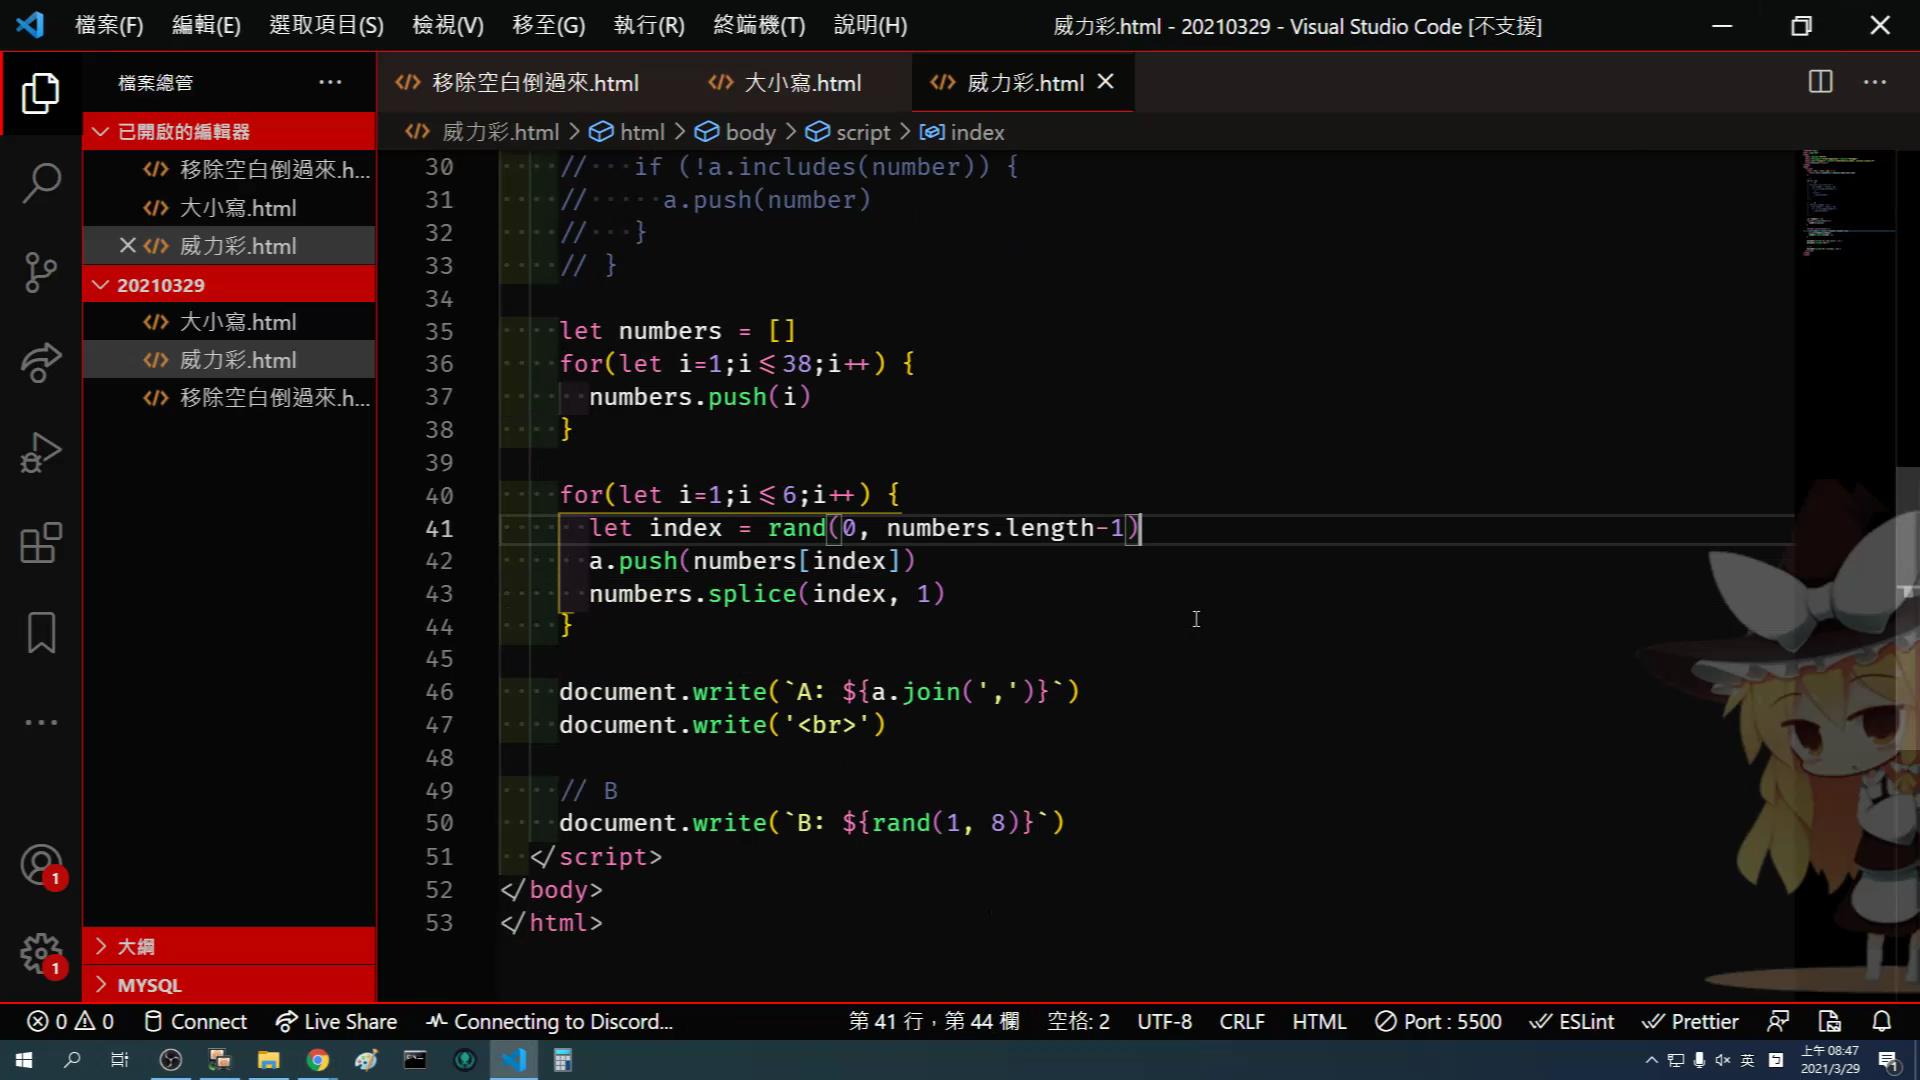 檔案(F) 編輯(E) 選取項目(S) 檢視(V) 移至(G) 執行(R) 終端機(T) 說明(H) 威力彩.html - 20210329 - Visual Studio Code [不支援]
檔案總管 ···
移除空白倒過來.html 大小寫.html 威力彩.html
威力彩.html > html > body > script > index
已開啟的編輯器
移除空白倒過來.h...
大小寫.html
威力彩.html
20210329
大小寫.html
威力彩.html
移除空白倒過來.h...
大綱
MYSQL
30 //   if (!a.includes(number)) {
31 //     a.push(number)
32 //   }
33 // }
34
35 let numbers = []
36 for(let i=1;i<=38;i++) {
37   numbers.push(i)
38 }
39
40 for(let i=1;i<=6;i++) {
41   let index = rand(0, numbers.length-1)
42   a.push(numbers[index])
43   numbers.splice(index, 1)
44 }
45
46 document.write(`A: ${a.join(',')}`)
47 document.write('<br>')
48
49 // B
50 document.write(`B: ${rand(1, 8)}`)
51 </script>
52 </body>
53 </html>
1
1
0 0 Connect Live Share Connecting to Discord... 第 41 行，第 44 欄 空格: 2 UTF-8 CRLF HTML Port : 5500 ESLint Prettier
英 上午 08:47
2021/3/29
1